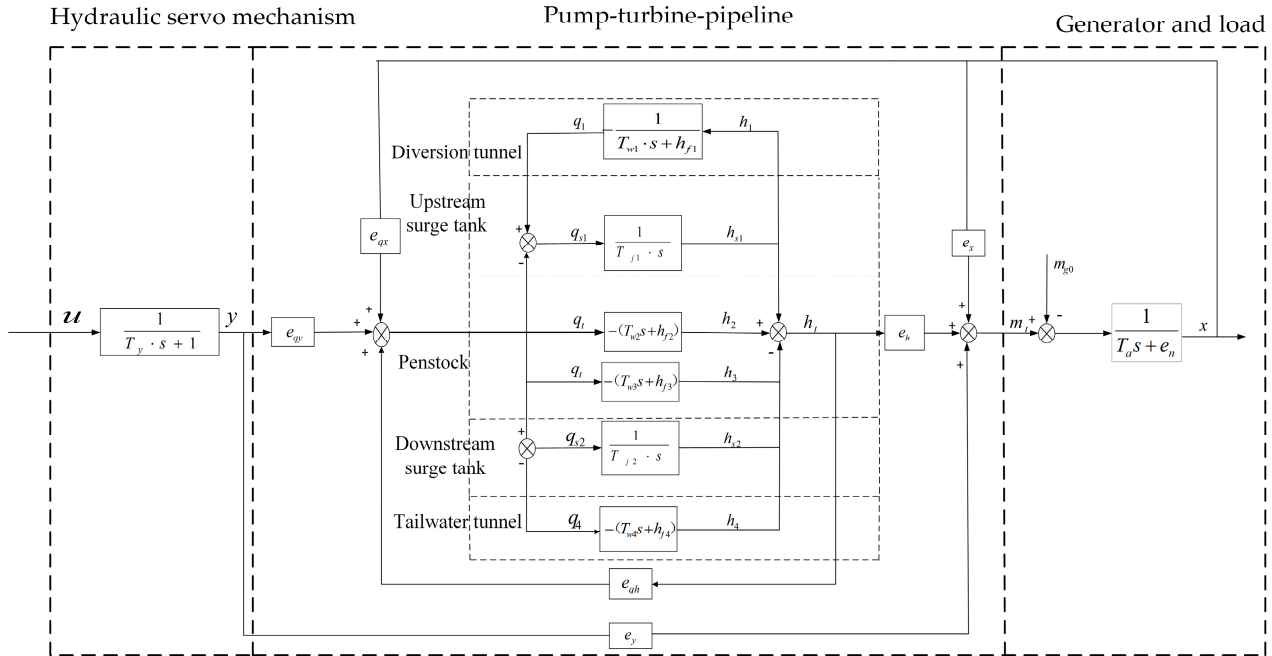 Hydraulic servo mechanism
Pump-turbine-pipeline
Generator and load
Diversion tunnel
q1
-1/(Tw1·s+hf1)
h1
Upstream
surge tank
+
-
qs1
1/(T j1 · s)
hs1
eqx
ex
mg0
u
1/(Ty·s+1)
y
eqy
+
+
+
Penstock
qt
-(Tw2s+hf2)
h2
+
-
ht
eh
+
+
+
mt
+
-
1/(Tas+en)
x
qt
-(Tw3s+hf3)
h3
Downstream
surge tank
+
-
qs2
1/(T j2 · s)
hs2
Tailwater tunnel
q4
-(Tw4s+hf4)
h4
eqh
ey